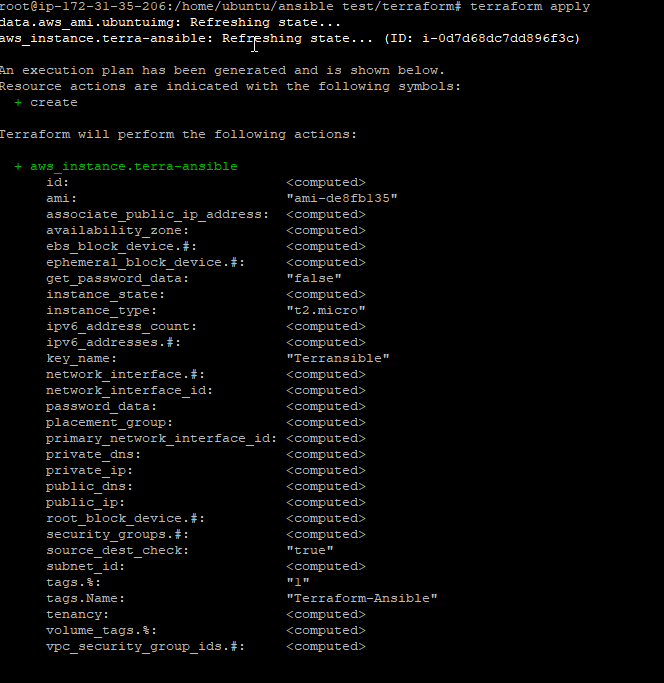 root@ip-172-31-35-206:/home/ubuntu/ansible test/terraform# terraform apply
data.aws_ami.ubuntuimg: Refreshing state...
aws_instance.terra-ansible: Refreshing state... (ID: i-0d7d68dc7dd896f3c)
An execution plan has been generated and is shown below.
Resource actions are indicated with the following symbols:
+ create
Terraform will perform the following actions:
+ aws_instance.terra-ansible
id: <computed>
ami: "ami-de8fb135"
associate_public_ip_address: <computed>
availability_zone: <computed>
ebs_block_device.#: <computed>
ephemeral_block_device.#: <computed>
get_password_data: "false"
instance_state: <computed>
instance_type: "t2.micro"
ipv6_address_count: <computed>
ipv6_addresses.#: <computed>
key_name: "Terransible"
network_interface.#: <computed>
network_interface_id: <computed>
password_data: <computed>
placement_group: <computed>
primary_network_interface_id: <computed>
private_dns: <computed>
private_ip: <computed>
public_dns: <computed>
public_ip: <computed>
root_block_device.#: <computed>
security_groups.#: <computed>
source_dest_check: "true"
subnet_id: <computed>
tags.%: "1"
tags.Name: "Terraform-Ansible"
tenancy: <computed>
volume_tags.%: <computed>
vpc_security_group_ids.#: <computed>